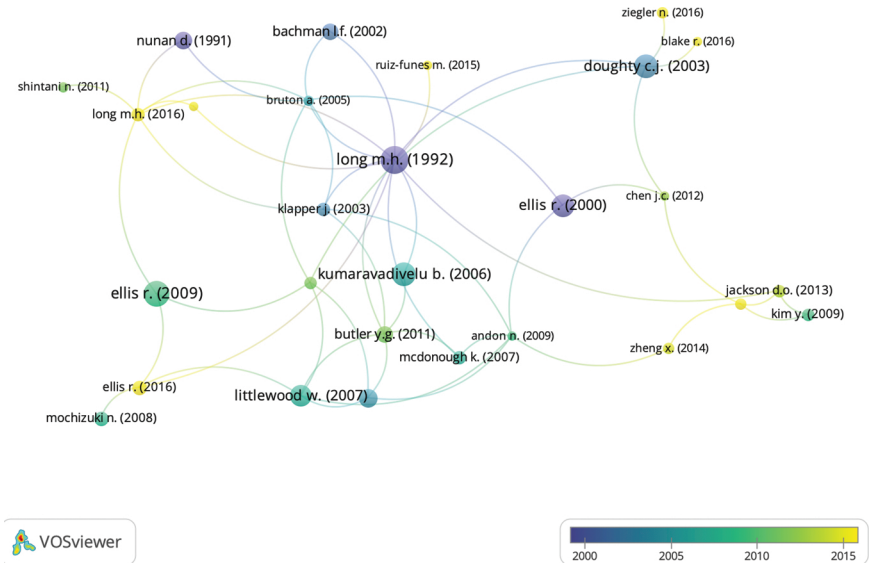 ziegler n. (2016)
bachman l.f. (2002)
nunan d. (1991)
blake r. (2016)
ruiz-funes m. (2015)
doughty c.j. (2003)
shintani n. (2011)
bruton a. (2005)
long m.h. (2016)
long m.h. (1992)
chen j.c. (2012)
klapper j. (2003)
ellis r. (2000)
kumaravadivelu b. (2006)
ellis r. (2009)
jackson d.o. (2013)
kim y. (2009)
butler y.g. (2011)
andon n. (2009)
zheng x. (2014)
mcdonough k. (2007)
ellis r. (2016)
littlewood w. (2007)
mochizuki n. (2008)
VOSviewer
2000 2005 2010 2015